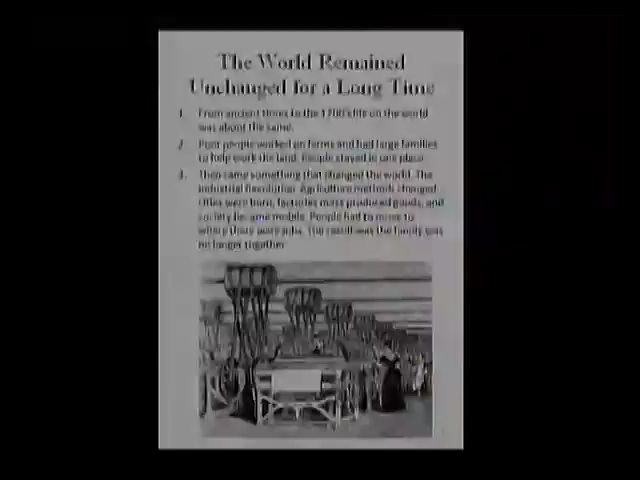 The World Remained
Unchanged for a Long Time
1. From ancient times to the 1700's life on the world
was about the same.
2. Poor people worked on farms and had large families
to help work the land. People stayed in one place.
3. Then came something that changed the world. The
Industrial Revolution. Agriculture methods changed
cities were born, factories mass produced goods, and
society became mobile. People had to move to
where there were jobs. The result was the family was
no longer together